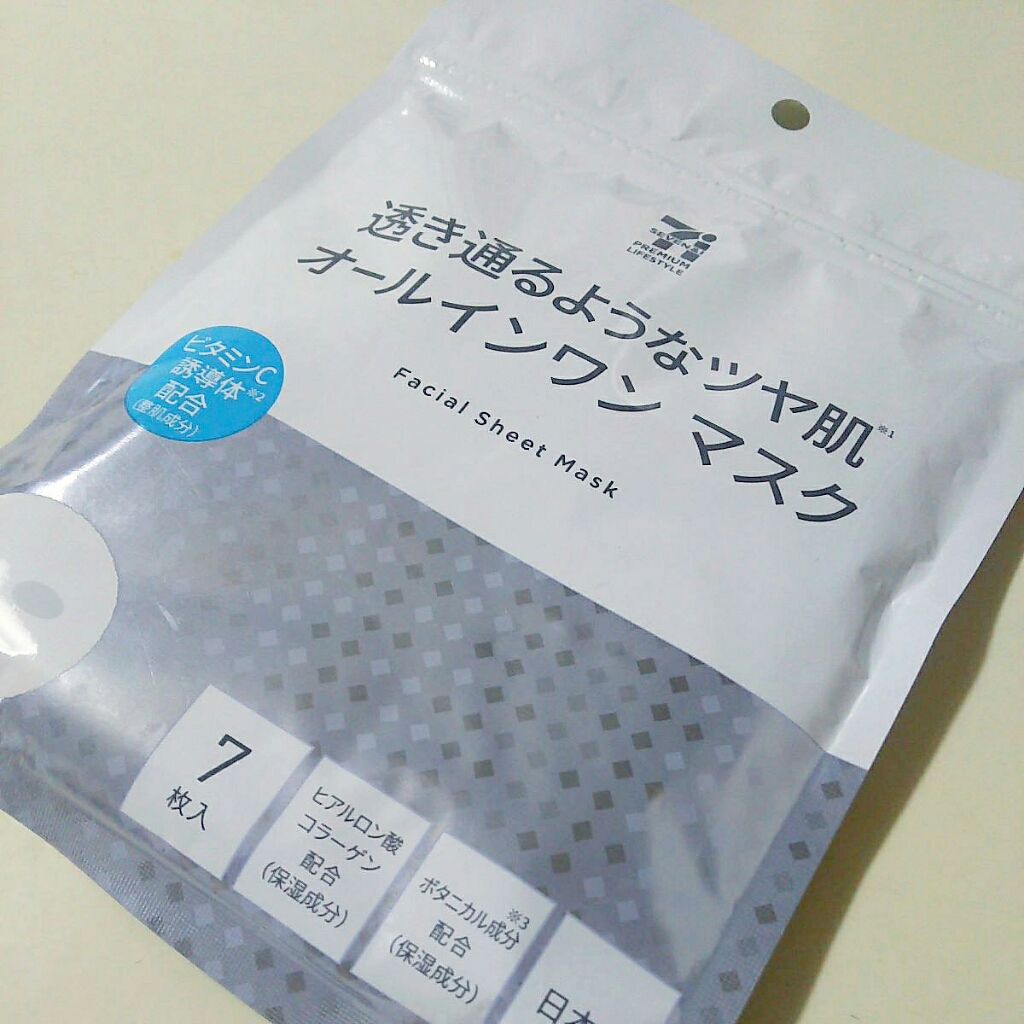 SEVEN&i
PREMIUM
LIFESTYLE
透き通るようなツヤ肌※1
オールインワン マスク
Facial Sheet Mask
ビタミンC
誘導体※2
配合
(整肌成分)
7
枚入
ヒアルロン酸
コラーゲン
配合
(保湿成分)
ボタニカル成分※3
配合
(保湿成分)
日本